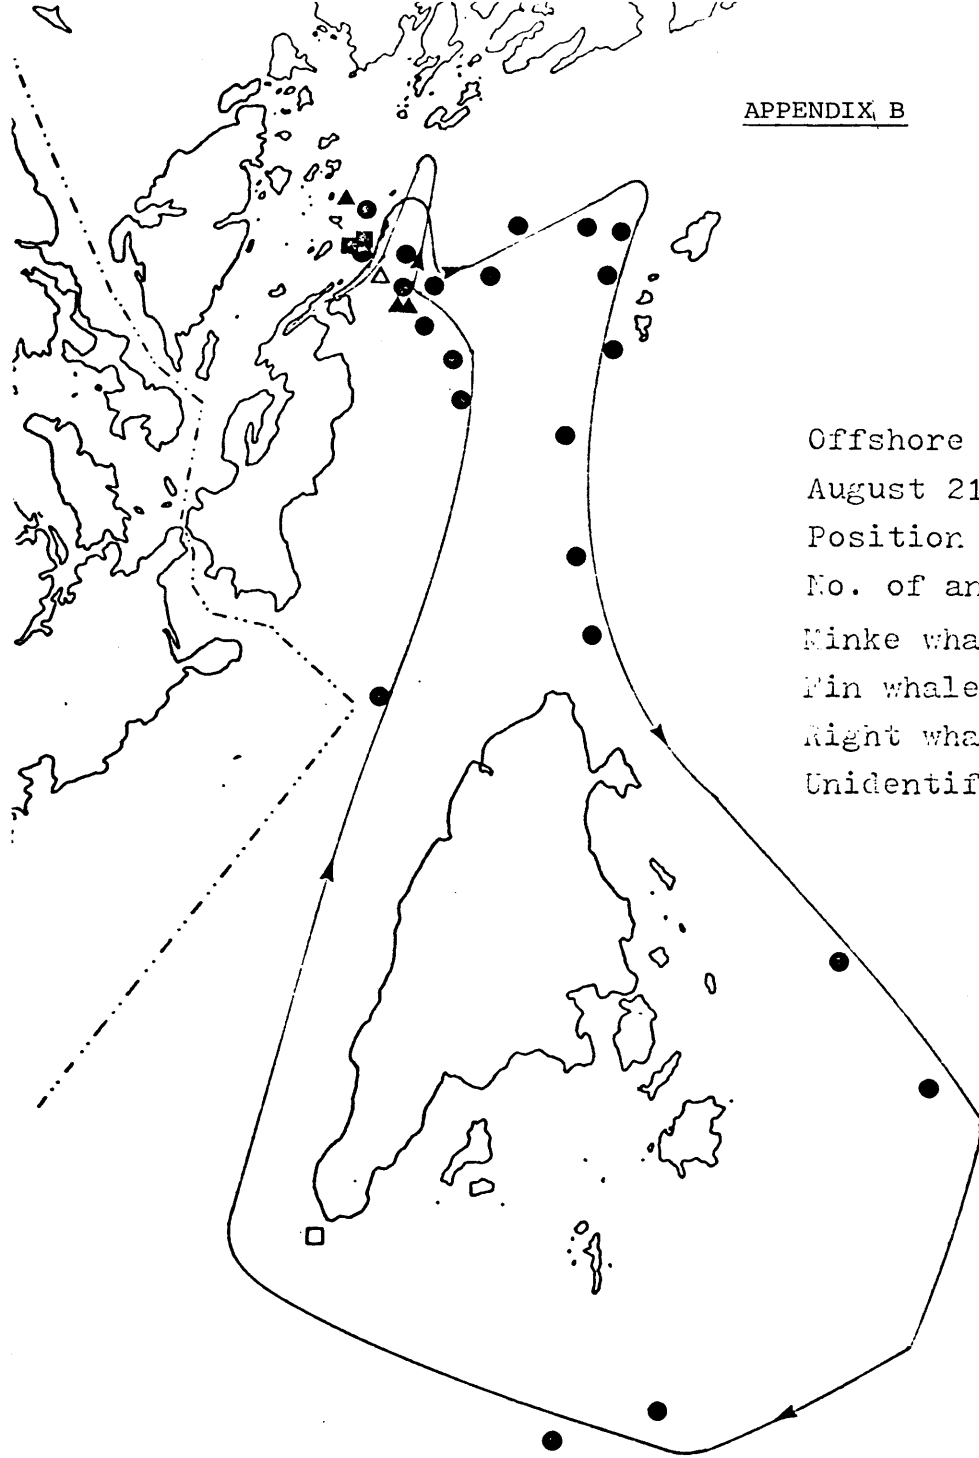 APPENDIX B
Offshore
August 21
Position
No. of an
Minke wha
Fin whale
Right wha
Unidentif